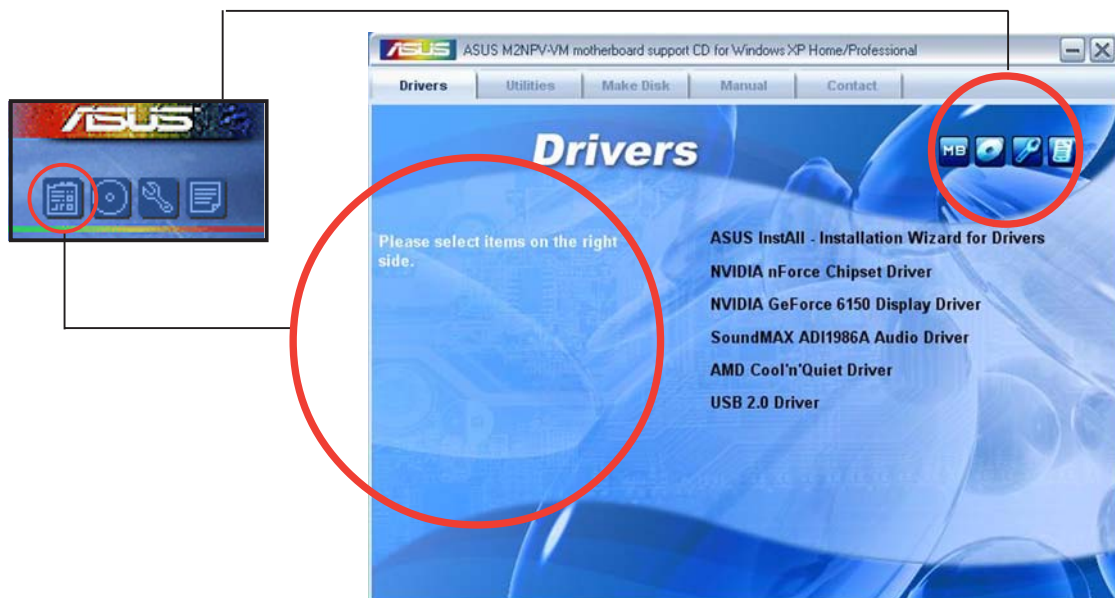 ASUS
ASUS ASUS M2NPV-VM motherboard support CD for Windows XP Home/Professional
Drivers Utilities Make Disk Manual Contact
Drivers
MB
Please select items on the right
side.
ASUS InstAll - Installation Wizard for Drivers
NVIDIA nForce Chipset Driver
NVIDIA GeForce 6150 Display Driver
SoundMAX ADI1986A Audio Driver
AMD Cool'n'Quiet Driver
USB 2.0 Driver